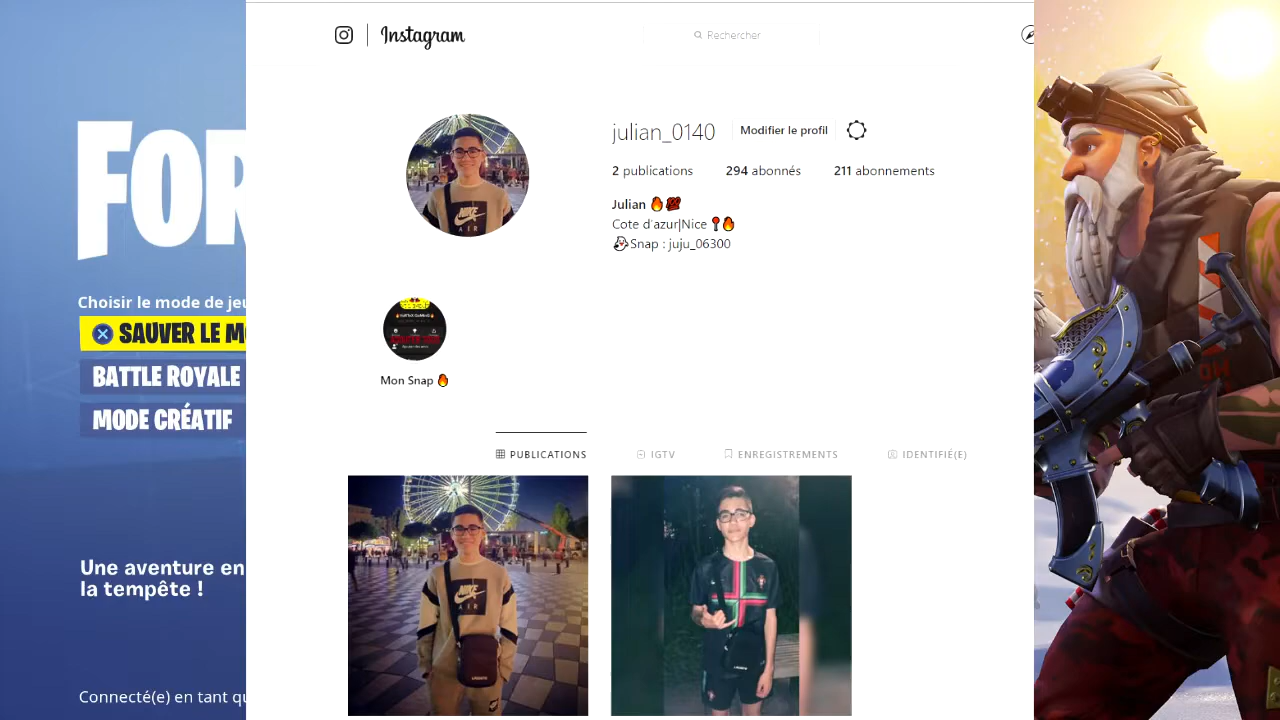 Instagram
Rechercher
julian_0140
Modifier le profil
2 publications
294 abonnés
211 abonnements
Julian 🔥💯
Cote d'azur|Nice 📍🔥
👻Snap : juju_06300
Mon Snap 🔥
PUBLICATIONS
IGTV
ENREGISTREMENTS
IDENTIFIÉ(E)
NIKE
AIR
FOR
Choisir le mode de jeu
SAUVER LE MO
BATTLE ROYALE
MODE CRÉATIF
Une aventure en
la tempête !
Connecté(e) en tant qu